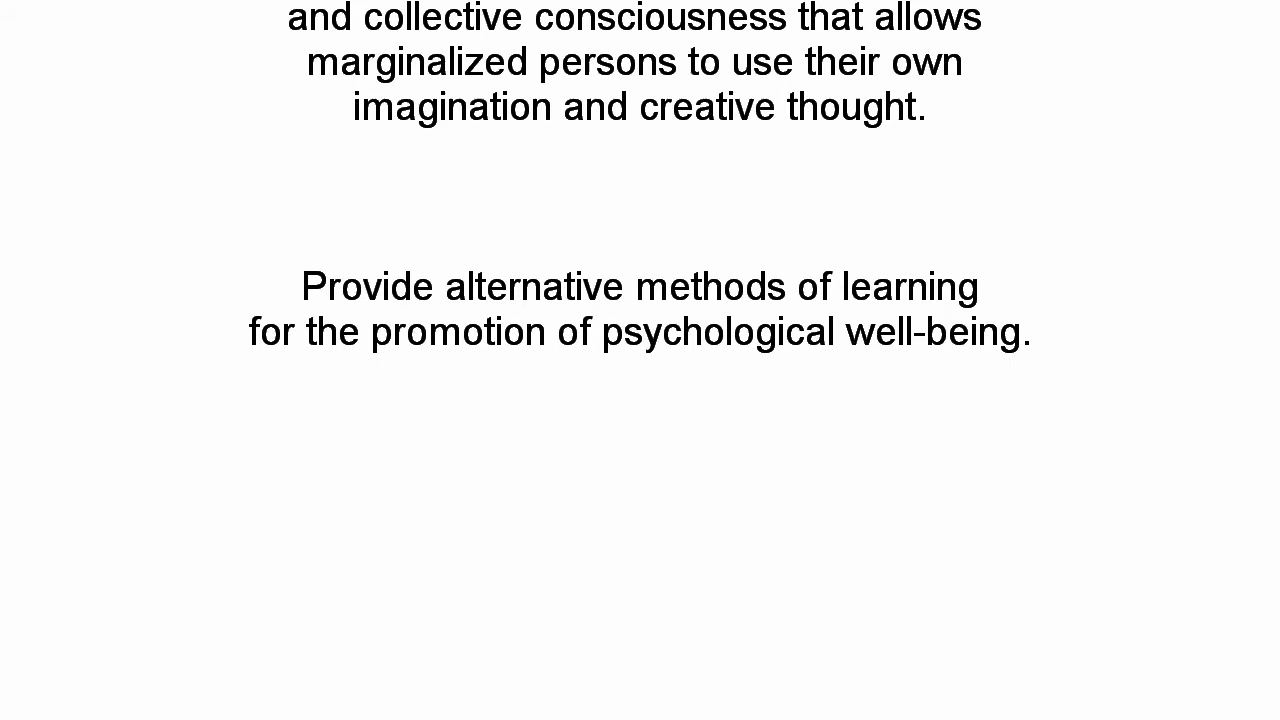 and collective consciousness that allows
marginalized persons to use their own
imagination and creative thought.
Provide alternative methods of learning
for the promotion of psychological well-being.